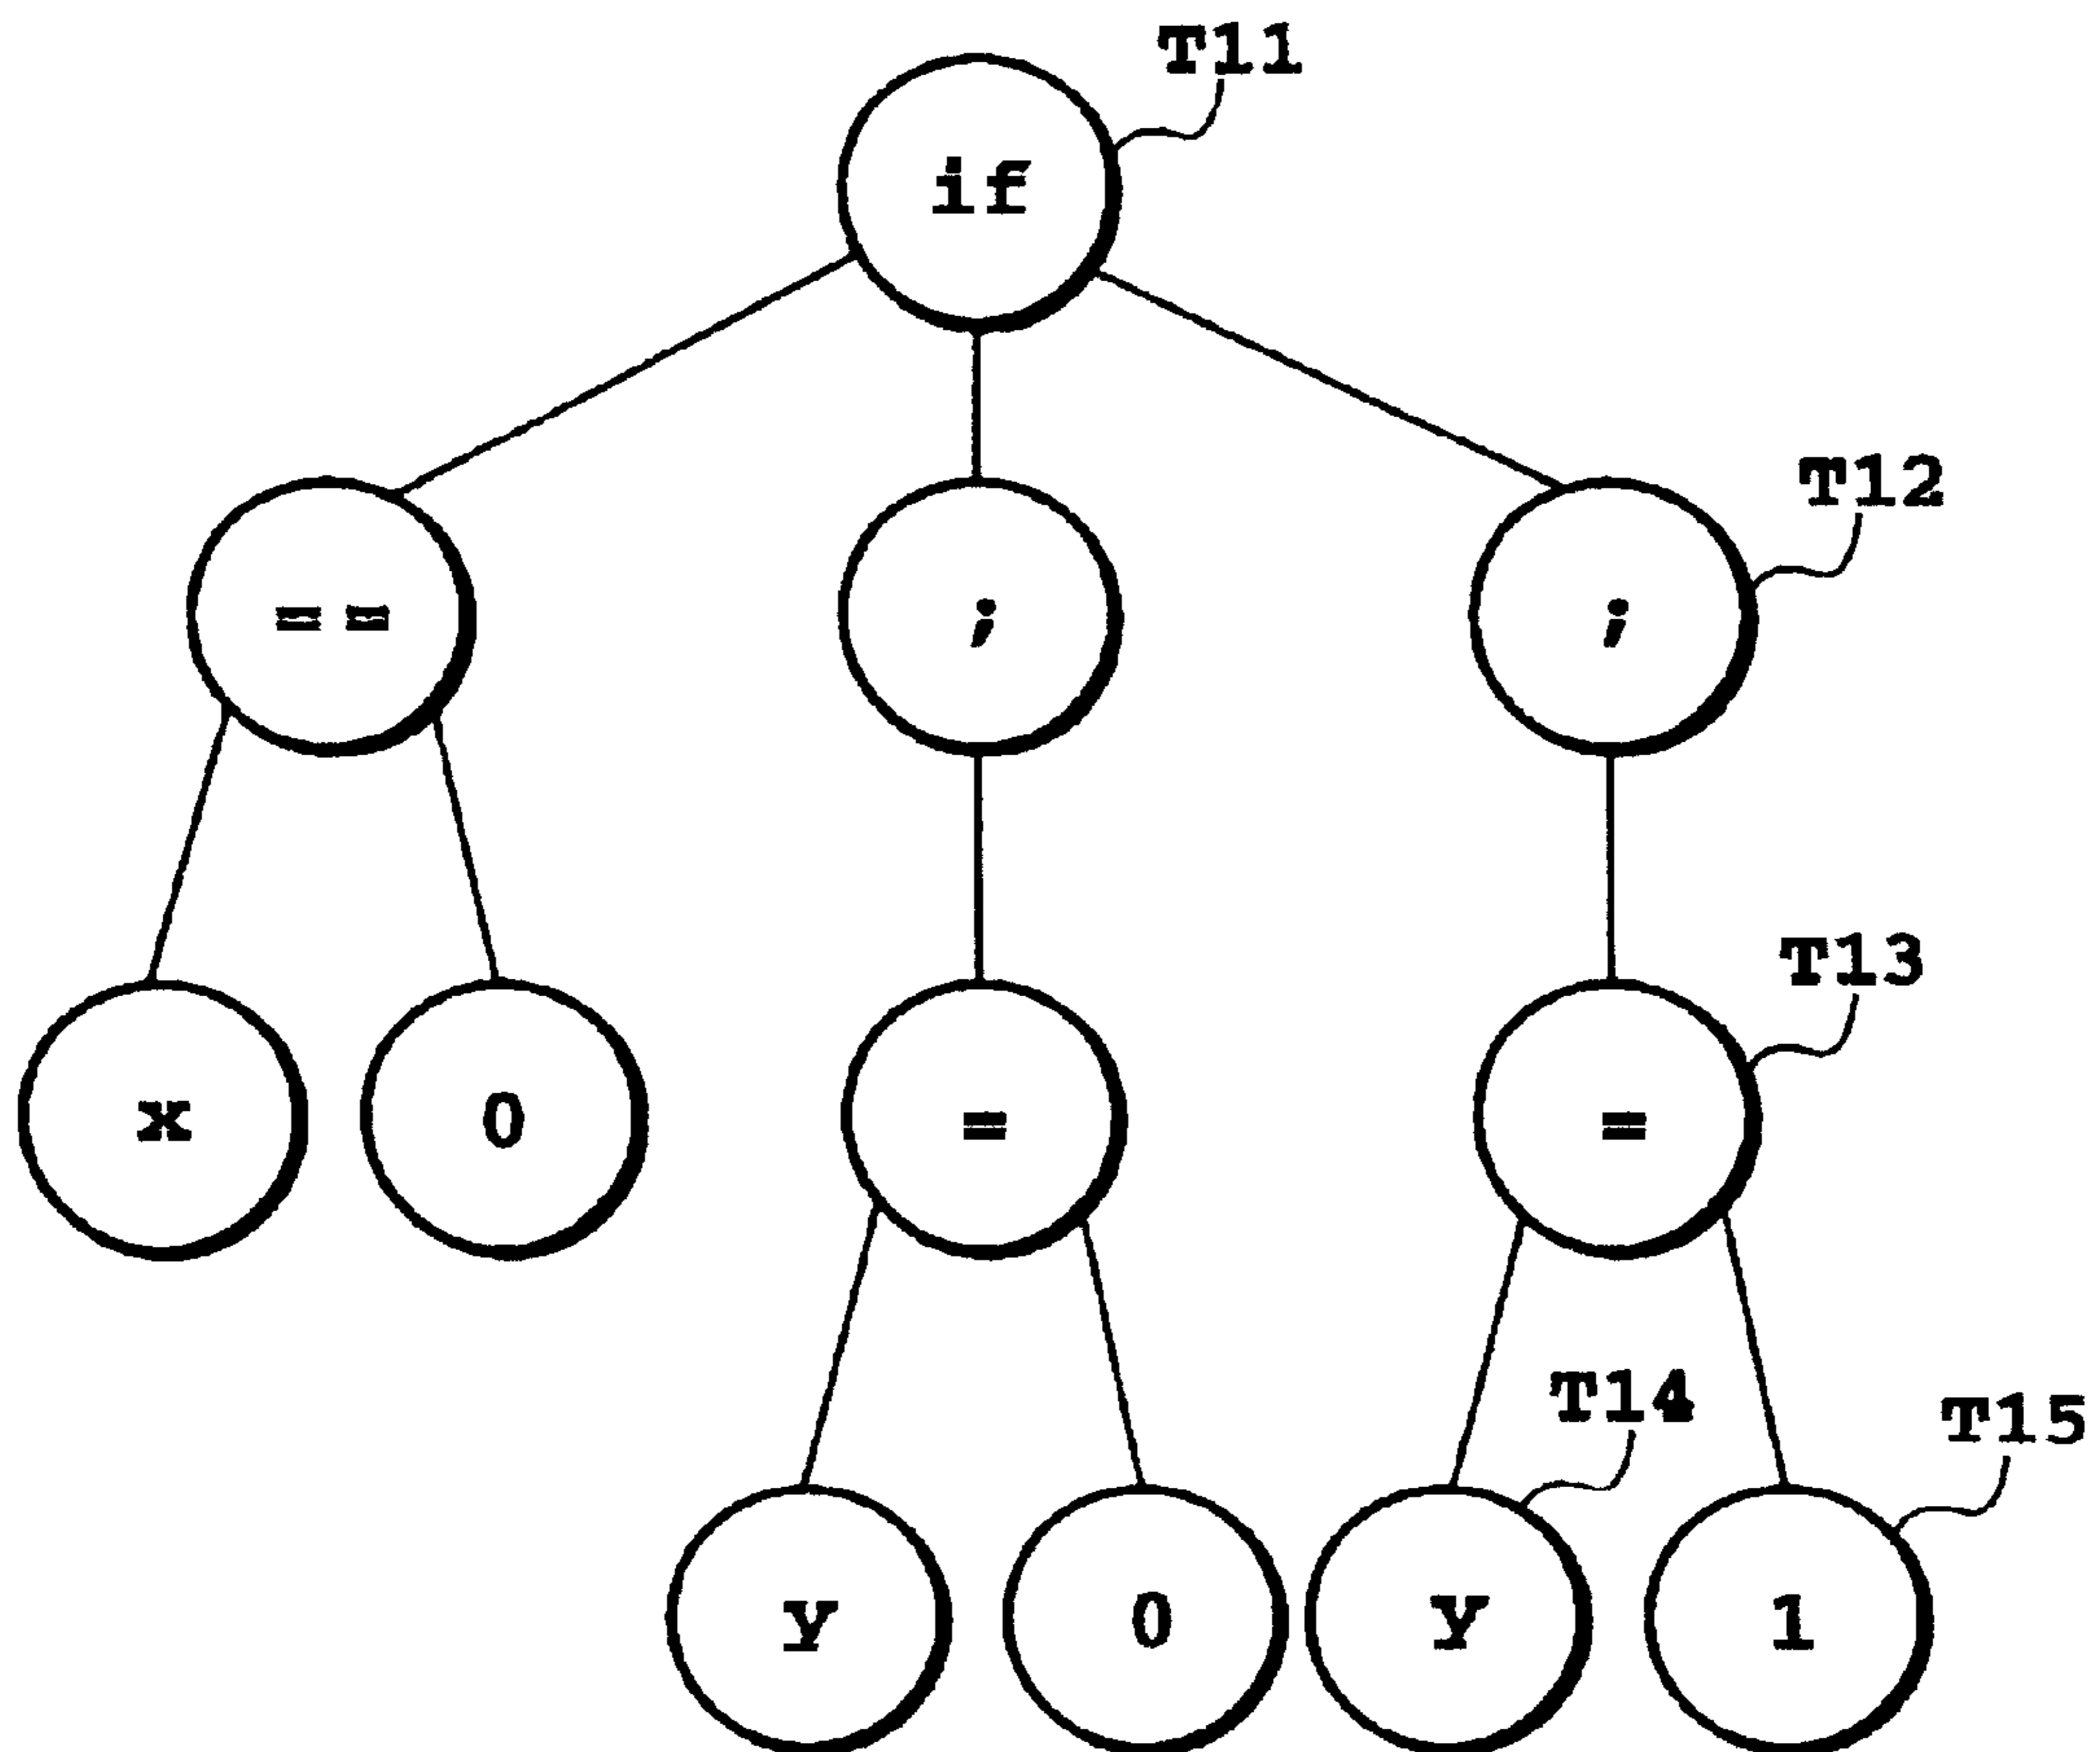 T11
if
T12
==
;
;
T13
x
0
=
=
T14
T15
y
0
y
1